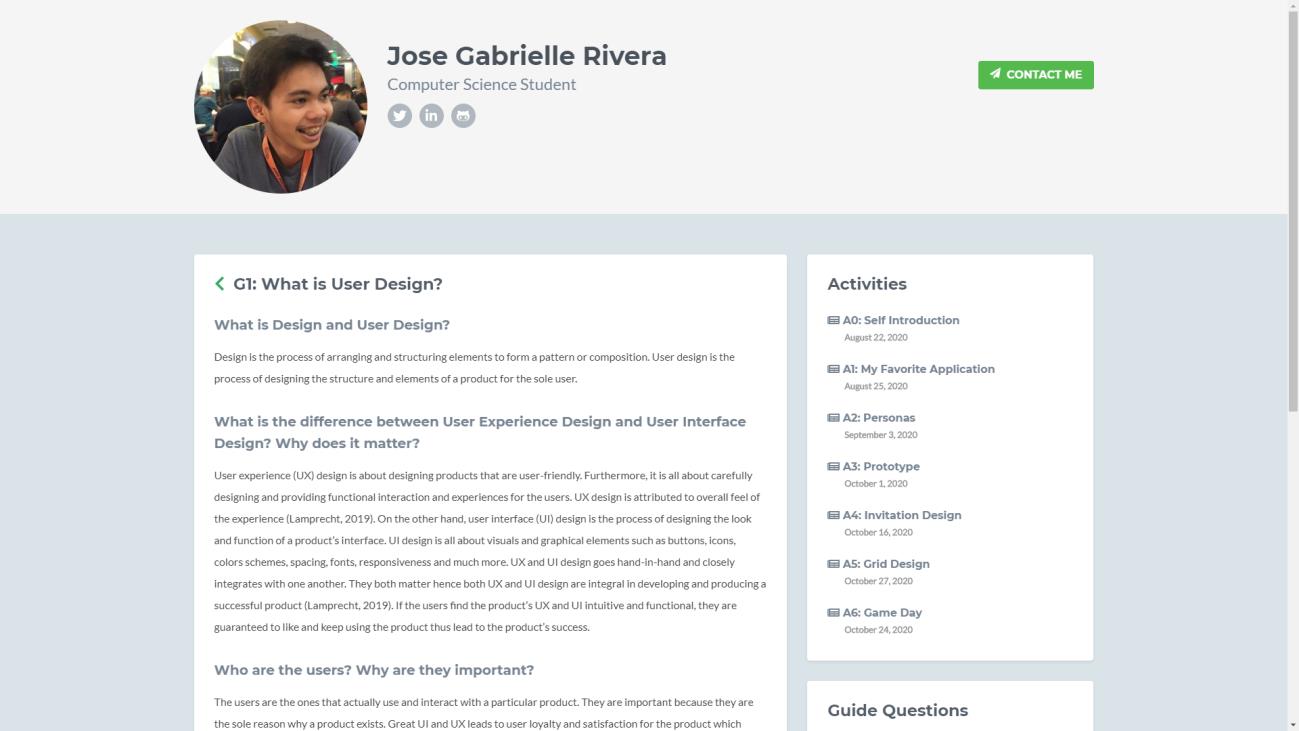 Jose Gabrielle Rivera
Computer Science Student
CONTACT ME
G1: What is User Design?
What is Design and User Design?
Design is the process of arranging and structuring elements to form a pattern or composition. User design is the
process of designing the structure and elements of a product for the sole user.
What is the difference between User Experience Design and User Interface
Design? Why does it matter?
User experience (UX) design is about designing products that are user-friendly. Furthermore, it is all about carefully
designing and providing functional interaction and experiences for the users. UX design is attributed to overall feel of
the experience (Lamprecht, 2019). On the other hand, user interface (UI) design is the process of designing the look
and function of a product's interface. UI design is all about visuals and graphical elements such as buttons, icons,
colors schemes, spacing, fonts, responsiveness and much more. UX and UI design goes hand-in-hand and closely
integrates with one another. They both matter hence both UX and UI design are integral in developing and producing a
successful product (Lamprecht, 2019). If the users find the product's UX and UI intuitive and functional, they are
guaranteed to like and keep using the product thus lead to the product's success.
Who are the users? Why are they important?
The users are the ones that actually use and interact with a particular product. They are important because they are
the sole reason why a product exists. Great UI and UX leads to user loyalty and satisfaction for the product which
Activities
A0: Self Introduction
August 22, 2020
A1: My Favorite Application
August 25, 2020
A2: Personas
September 3, 2020
A3: Prototype
October 1, 2020
A4: Invitation Design
October 16, 2020
A5: Grid Design
October 27, 2020
A6: Game Day
October 24, 2020
Guide Questions